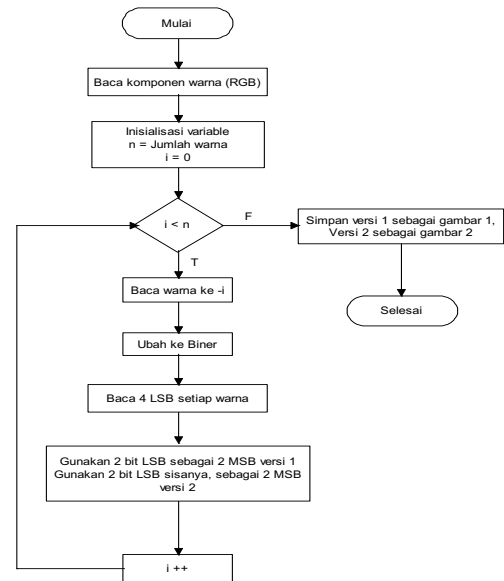 Mulai
Baca komponen warna (RGB)
Inisialisasi variable
n = Jumlah warna
i = 0
i < n
F
Simpan versi 1 sebagai gambar 1,
Versi 2 sebagai gambar 2
T
Baca warna ke -i
Selesai
Ubah ke Biner
Baca 4 LSB setiap warna
Gunakan 2 bit LSB sebagai 2 MSB versi 1
Gunakan 2 bit LSB sisanya, sebagai 2 MSB
versi 2
i ++